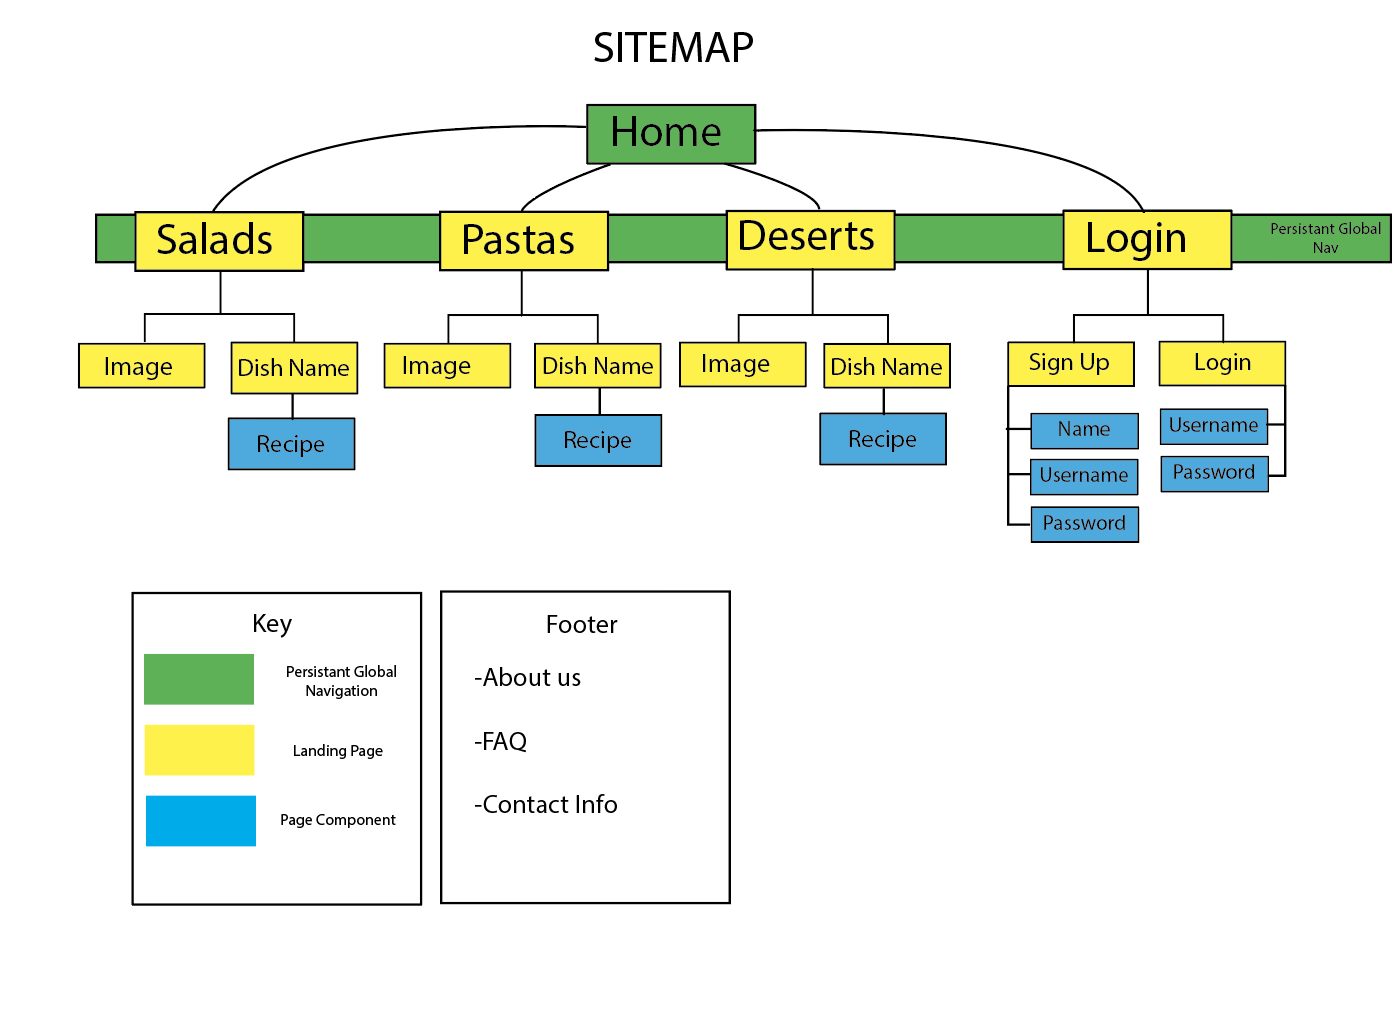 SITEMAP
Home
Salads
Pastas
Deserts
Login
Persistant Global
Nav
Image
Dish Name
Image
Dish Name
Image
Dish Name
Sign Up
Login
Recipe
Recipe
Recipe
Name
Username
Password
Username
Password
Key
Persistant Global
Navigation
Landing Page
Page Component
Footer
-About us
-FAQ
-Contact Info